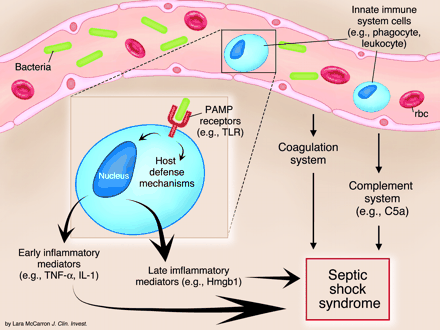 Innate immune
system cells
(e.g., phagocyte,
leukocyte)
Bacteria
rbc
PAMP
receptors
(e.g., TLR)
Host
defense
mechanisms
Nucleus
Coagulation
system
Complement
system
(e.g., C5a)
Early inflammatory
mediators
(e.g., TNF-α, IL-1)
Late inflammatory
mediators (e.g., Hmgb1)
Septic
shock
syndrome
by Lara McCarron J. Clin. Invest.